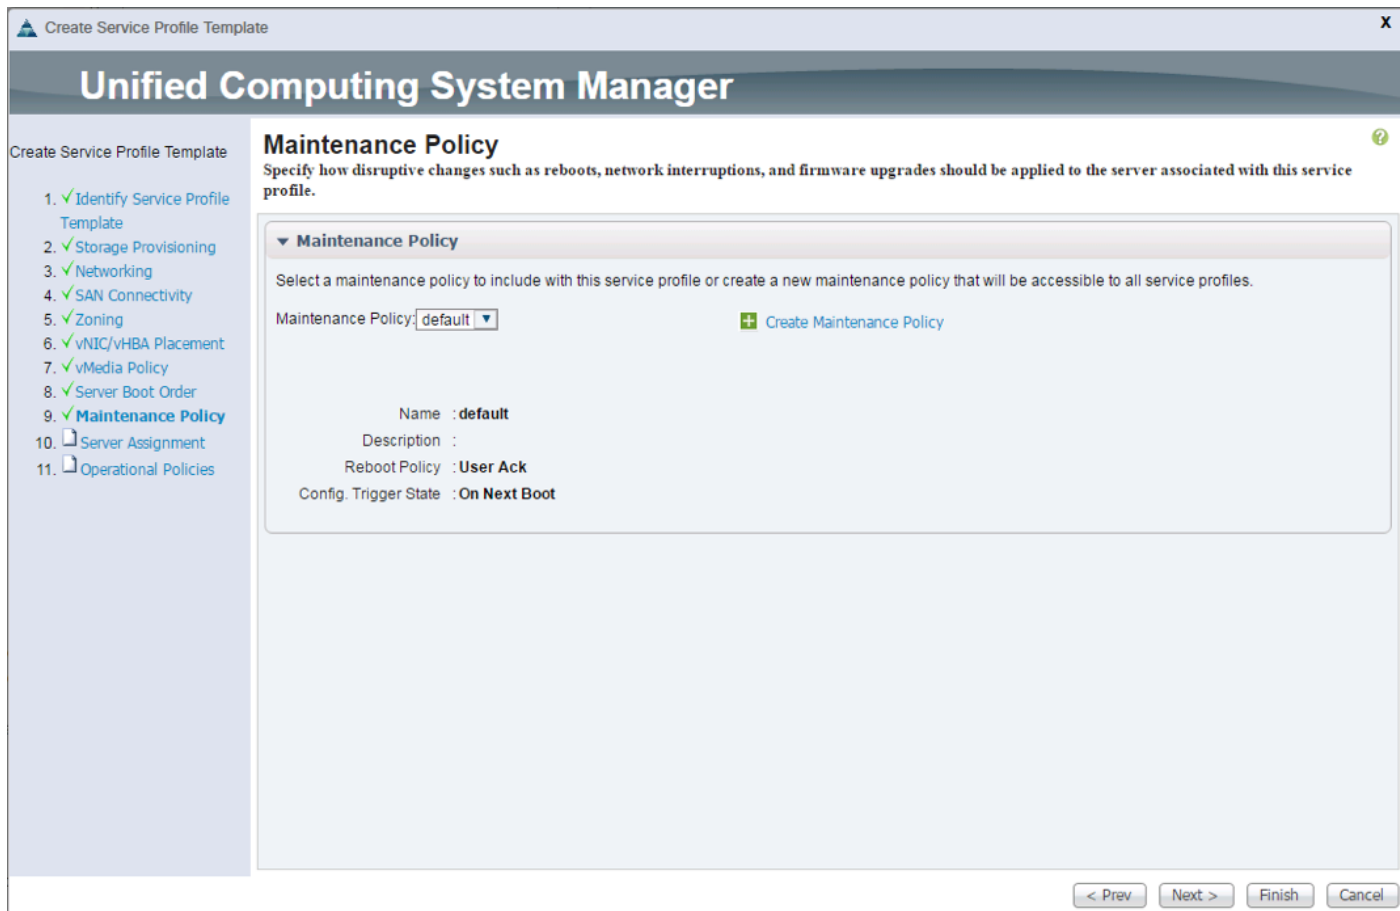 Create Service Profile Template
X
Unified Computing System Manager
Create Service Profile Template
1. Identify Service Profile
Template
2. Storage Provisioning
3. Networking
4. SAN Connectivity
5. Zoning
6. vNIC/vHBA Placement
7. vMedia Policy
8. Server Boot Order
9. Maintenance Policy
10. Server Assignment
11. Operational Policies
Maintenance Policy
?
Specify how disruptive changes such as reboots, network interruptions, and firmware upgrades should be applied to the server associated with this service
profile.
Maintenance Policy
Select a maintenance policy to include with this service profile or create a new maintenance policy that will be accessible to all service profiles.
Maintenance Policy: default
Create Maintenance Policy
Name : default
Description :
Reboot Policy : User Ack
Config. Trigger State : On Next Boot
< Prev
Next >
Finish
Cancel